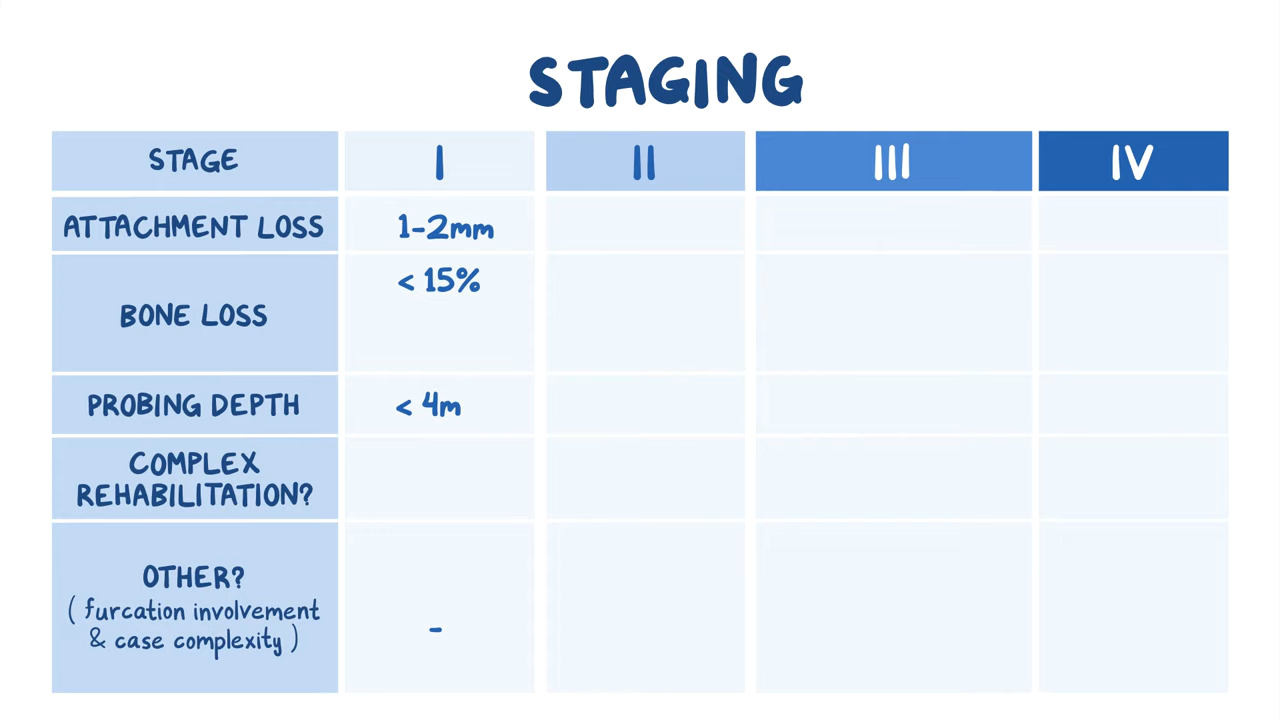 STAGING
STAGE I II III IV
ATTACHMENT LOSS 1-2mm
BONE LOSS < 15%
PROBING DEPTH < 4m
COMPLEX
REHABILITATION?
OTHER?
( furcation involvement
& case complexity )
-